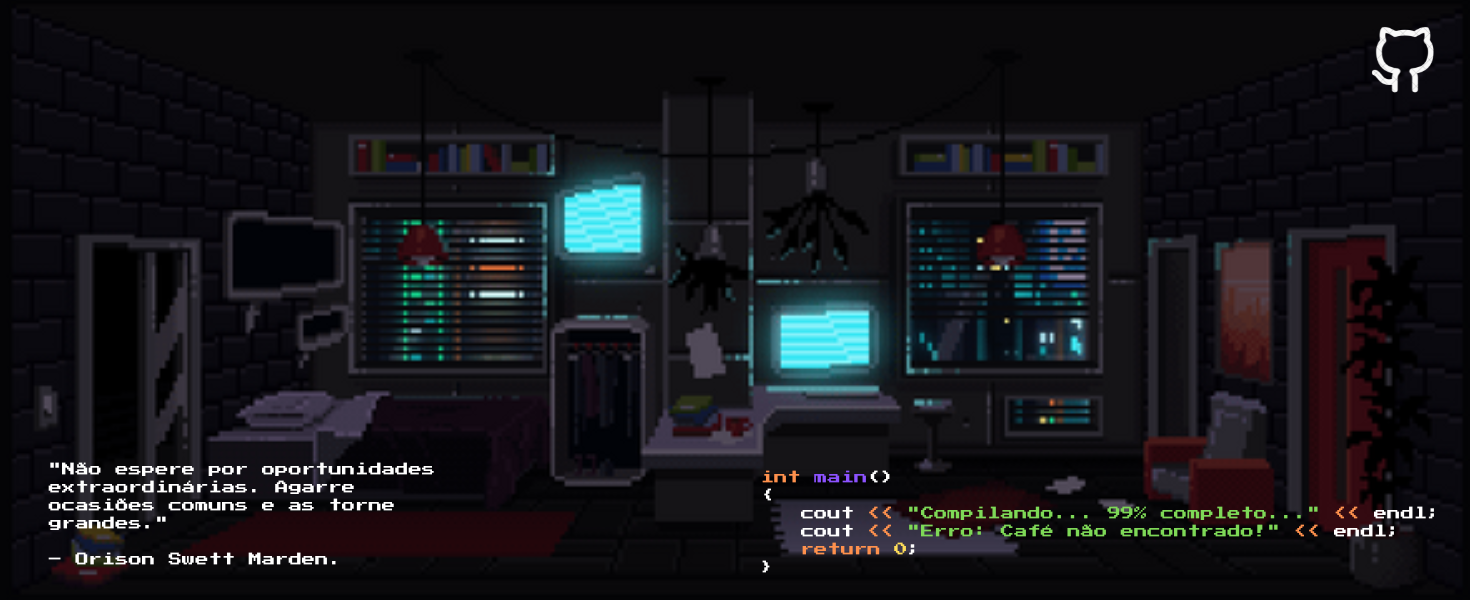 "Não espere por oportunidades
extraordinárias. Agarre
ocasiões comuns e as torne
grandes."
— Orison Swett Marden.
int main()
{
cout << "Compilando... 99% completo..." << endl;
cout << "Erro: Café não encontrado!" << endl;
return 0;
}